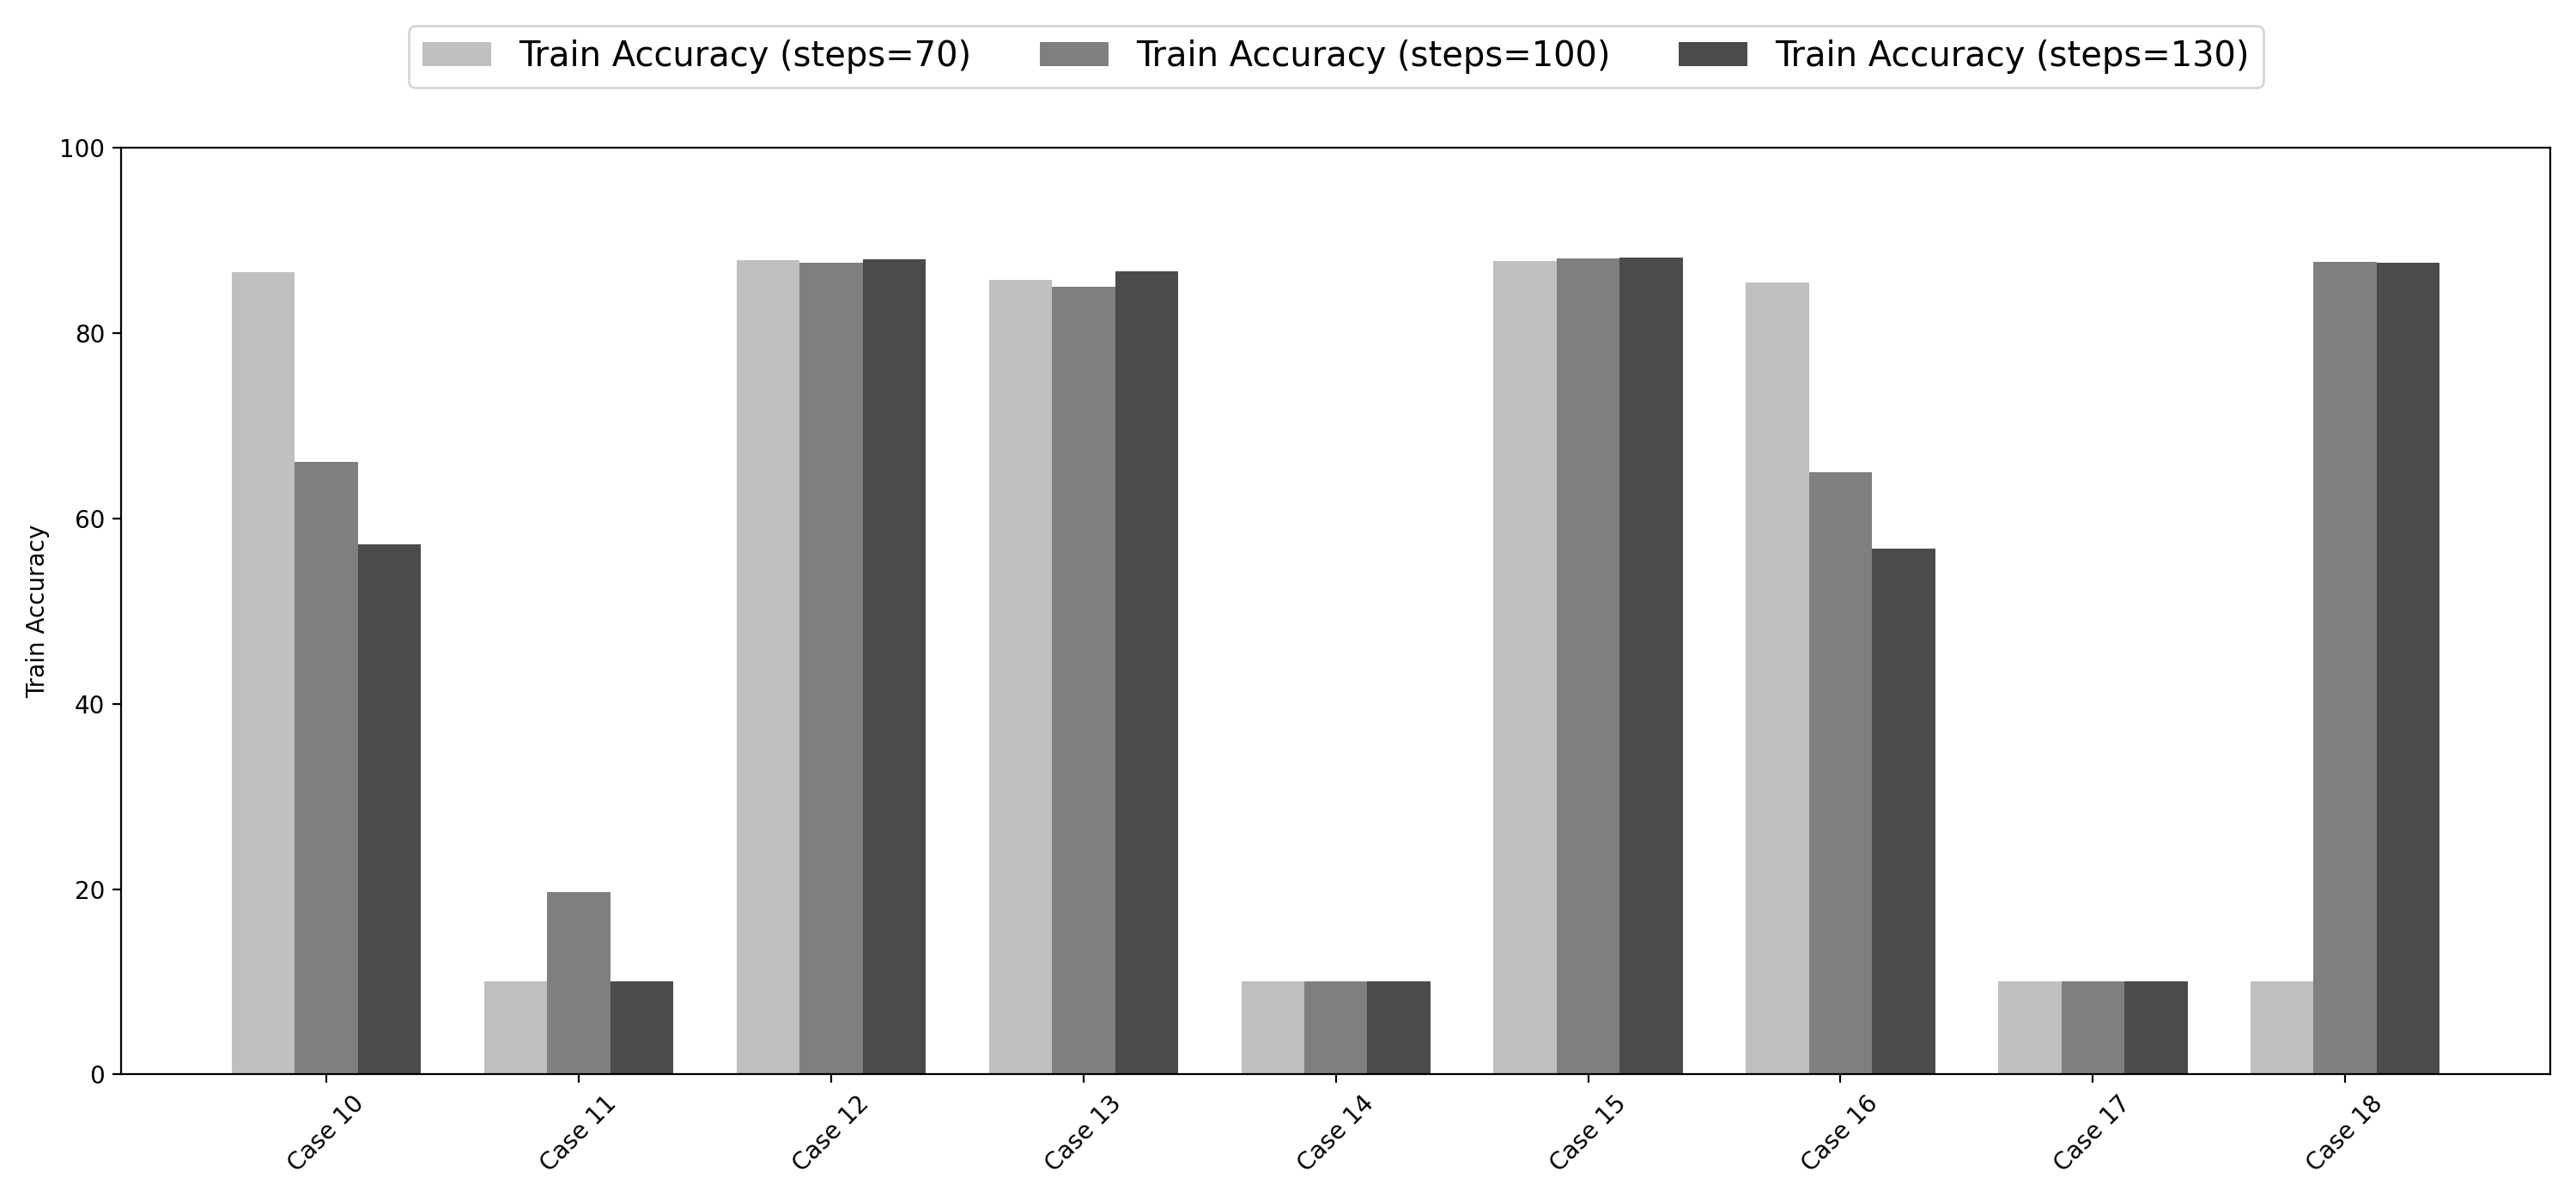 Train Accuracy (steps=70) Train Accuracy (steps=100) Train Accuracy (steps=130)
100
80
60
40
20
0
Train Accuracy
Case 10 Case 11 Case 12 Case 13 Case 14 Case 15 Case 16 Case 17 Case 18